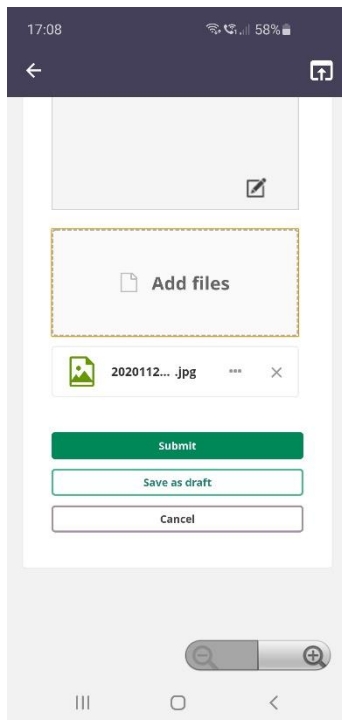 17:08 58%
Add files
2020112... .jpg
Submit
Save as draft
Cancel